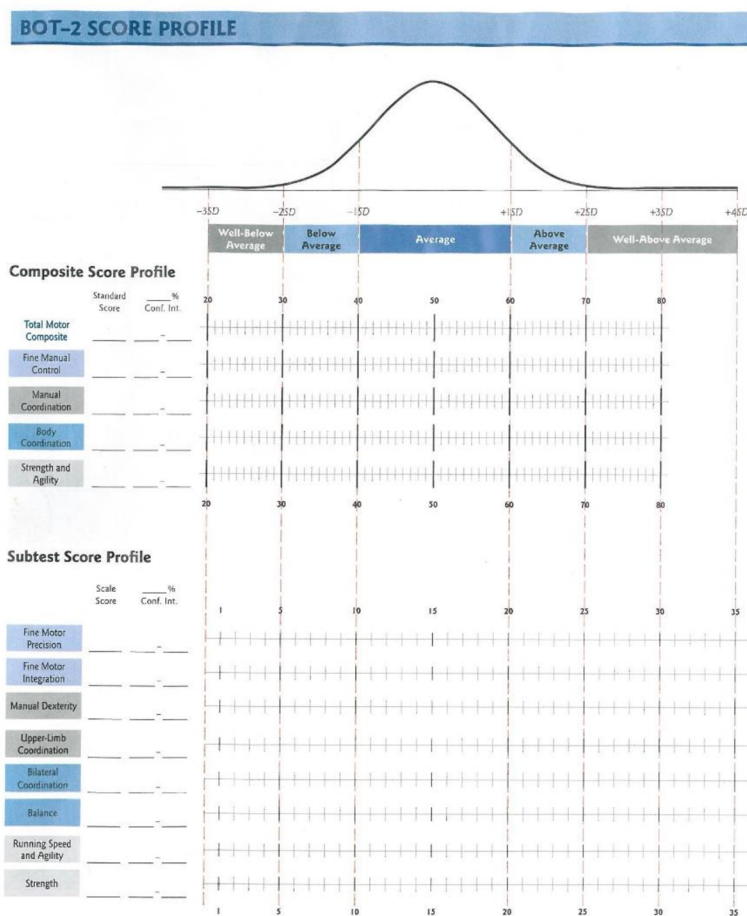 BOT–2 SCORE PROFILE
−3SD −2SD −1SD +1SD +2SD +3SD +4SD
Well-Below Average
Below Average
Average
Above Average
Well-Above Average
Composite Score Profile
Standard Score
____%
Conf. Int.
20 30 40 50 60 70 80
Total Motor
Composite
Fine Manual
Control
Manual
Coordination
Body
Coordination
Strength and
Agility
20 30 40 50 60 70 80
Subtest Score Profile
Scale Score
____%
Conf. Int.
1 5 10 15 20 25 30 35
Fine Motor
Precision
Fine Motor
Integration
Manual Dexterity
Upper-Limb
Coordination
Bilateral
Coordination
Balance
Running Speed
and Agility
Strength
1 5 10 15 20 25 30 35